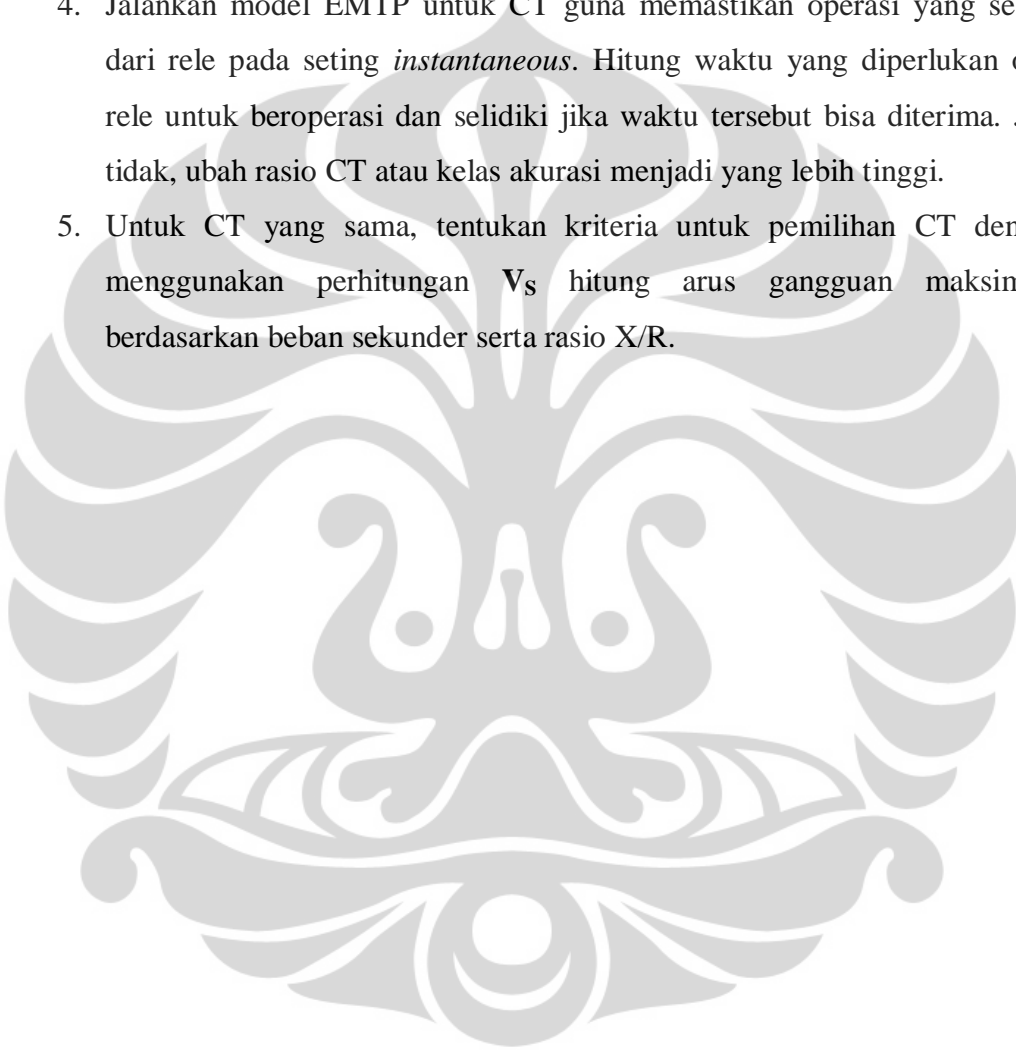 4. Jalankan model EMTP untuk CT guna memastikan operasi yang
dari rele pada seting instantaneous. Hitung waktu yang diperlukan
rele untuk beroperasi dan selidiki jika waktu tersebut bisa diterima.
tidak, ubah rasio CT atau kelas akurasi menjadi yang lebih tinggi.
5. Untuk CT yang sama, tentukan kriteria untuk pemilihan CT
menggunakan perhitungan VS hitung arus gangguan
berdasarkan beban sekunder serta rasio X/R.